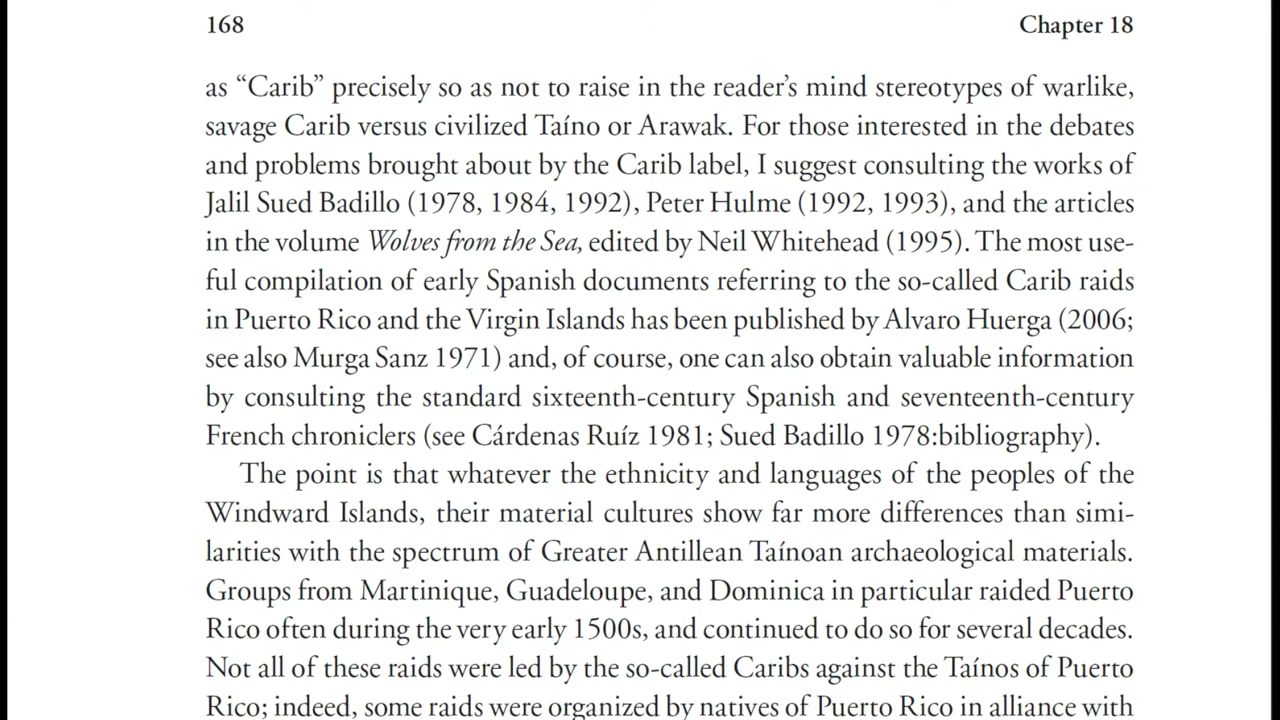 168 Chapter 18
as “Carib” precisely so as not to raise in the reader’s mind stereotypes of warlike,
savage Carib versus civilized Taíno or Arawak. For those interested in the debates
and problems brought about by the Carib label, I suggest consulting the works of
Jalil Sued Badillo (1978, 1984, 1992), Peter Hulme (1992, 1993), and the articles
in the volume Wolves from the Sea, edited by Neil Whitehead (1995). The most use-
ful compilation of early Spanish documents referring to the so-called Carib raids
in Puerto Rico and the Virgin Islands has been published by Alvaro Huerga (2006;
see also Murga Sanz 1971) and, of course, one can also obtain valuable information
by consulting the standard sixteenth-century Spanish and seventeenth-century
French chroniclers (see Cárdenas Ruíz 1981; Sued Badillo 1978:bibliography).
The point is that whatever the ethnicity and languages of the peoples of the
Windward Islands, their material cultures show far more differences than simi-
larities with the spectrum of Greater Antillean Taínoan archaeological materials.
Groups from Martinique, Guadeloupe, and Dominica in particular raided Puerto
Rico often during the very early 1500s, and continued to do so for several decades.
Not all of these raids were led by the so-called Caribs against the Taínos of Puerto
Rico; indeed, some raids were organized by natives of Puerto Rico in alliance with